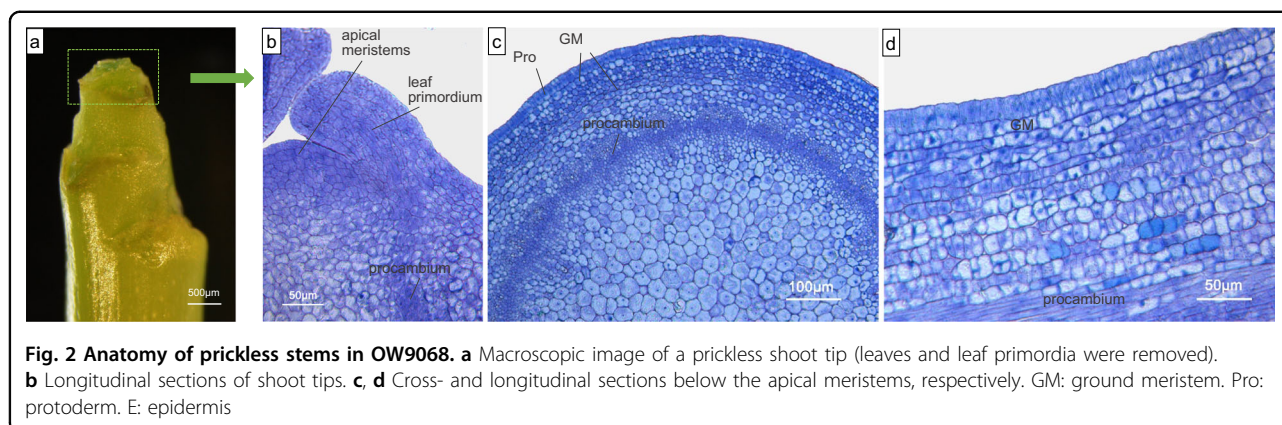 a
500µm
b
apical
meristems
leaf
primordium
procambium
50µm
c
Pro
GM
procambium
100µm
d
GM
procambium
50µm
Fig. 2 Anatomy of prickless stems in OW9068. a Macroscopic image of a prickless shoot tip (leaves and leaf primordia were removed).
b Longitudinal sections of shoot tips. c, d Cross- and longitudinal sections below the apical meristems, respectively. GM: ground meristem. Pro:
protoderm. E: epidermis